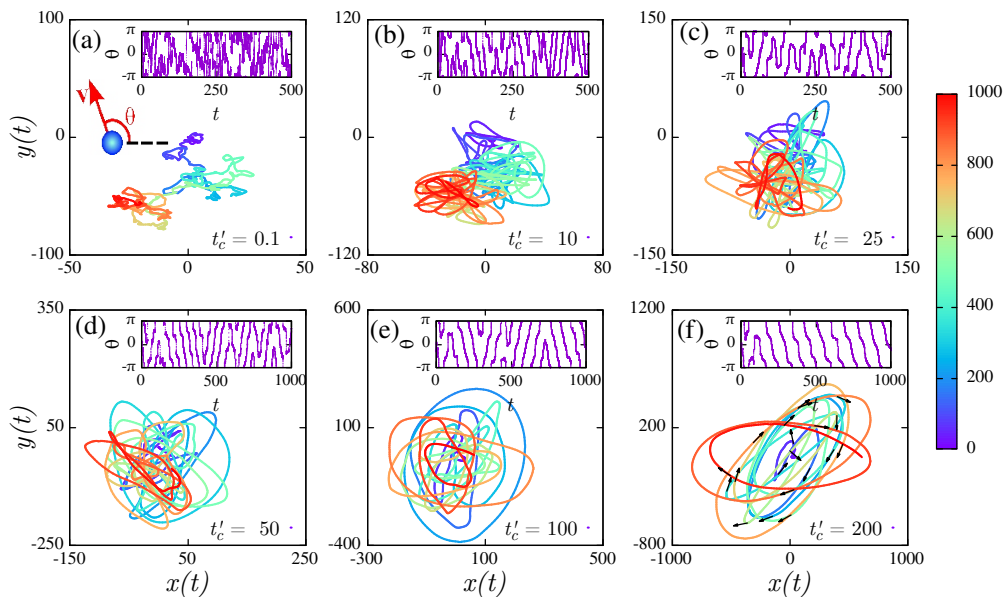 100
(a)
π
θ 0
-π
0 250 500
t
V
θ
y(t)
0
-100
-50 0 50
t′c = 0.1
120
(b)
π
θ 0
-π
0 250 500
t
0
-120
-80 0 80
t′c = 10
150
(c)
π
θ 0
-π
0 250 500
t
0
-150
-150 0 150
t′c = 25
1000
800
600
400
200
0
350
(d)
π
θ 0
-π
0 500 1000
t
y(t)
50
-250
-150 50
t′c = 50
x(t)
600
(e)
π
θ 0
-π
0 500 1000
t
100
-400
-300 100 500
t′c = 100
x(t)
1200
(f)
π
θ 0
-π
0 500 1000
t
200
-800
-1000 0 1000
t′c = 200
x(t)